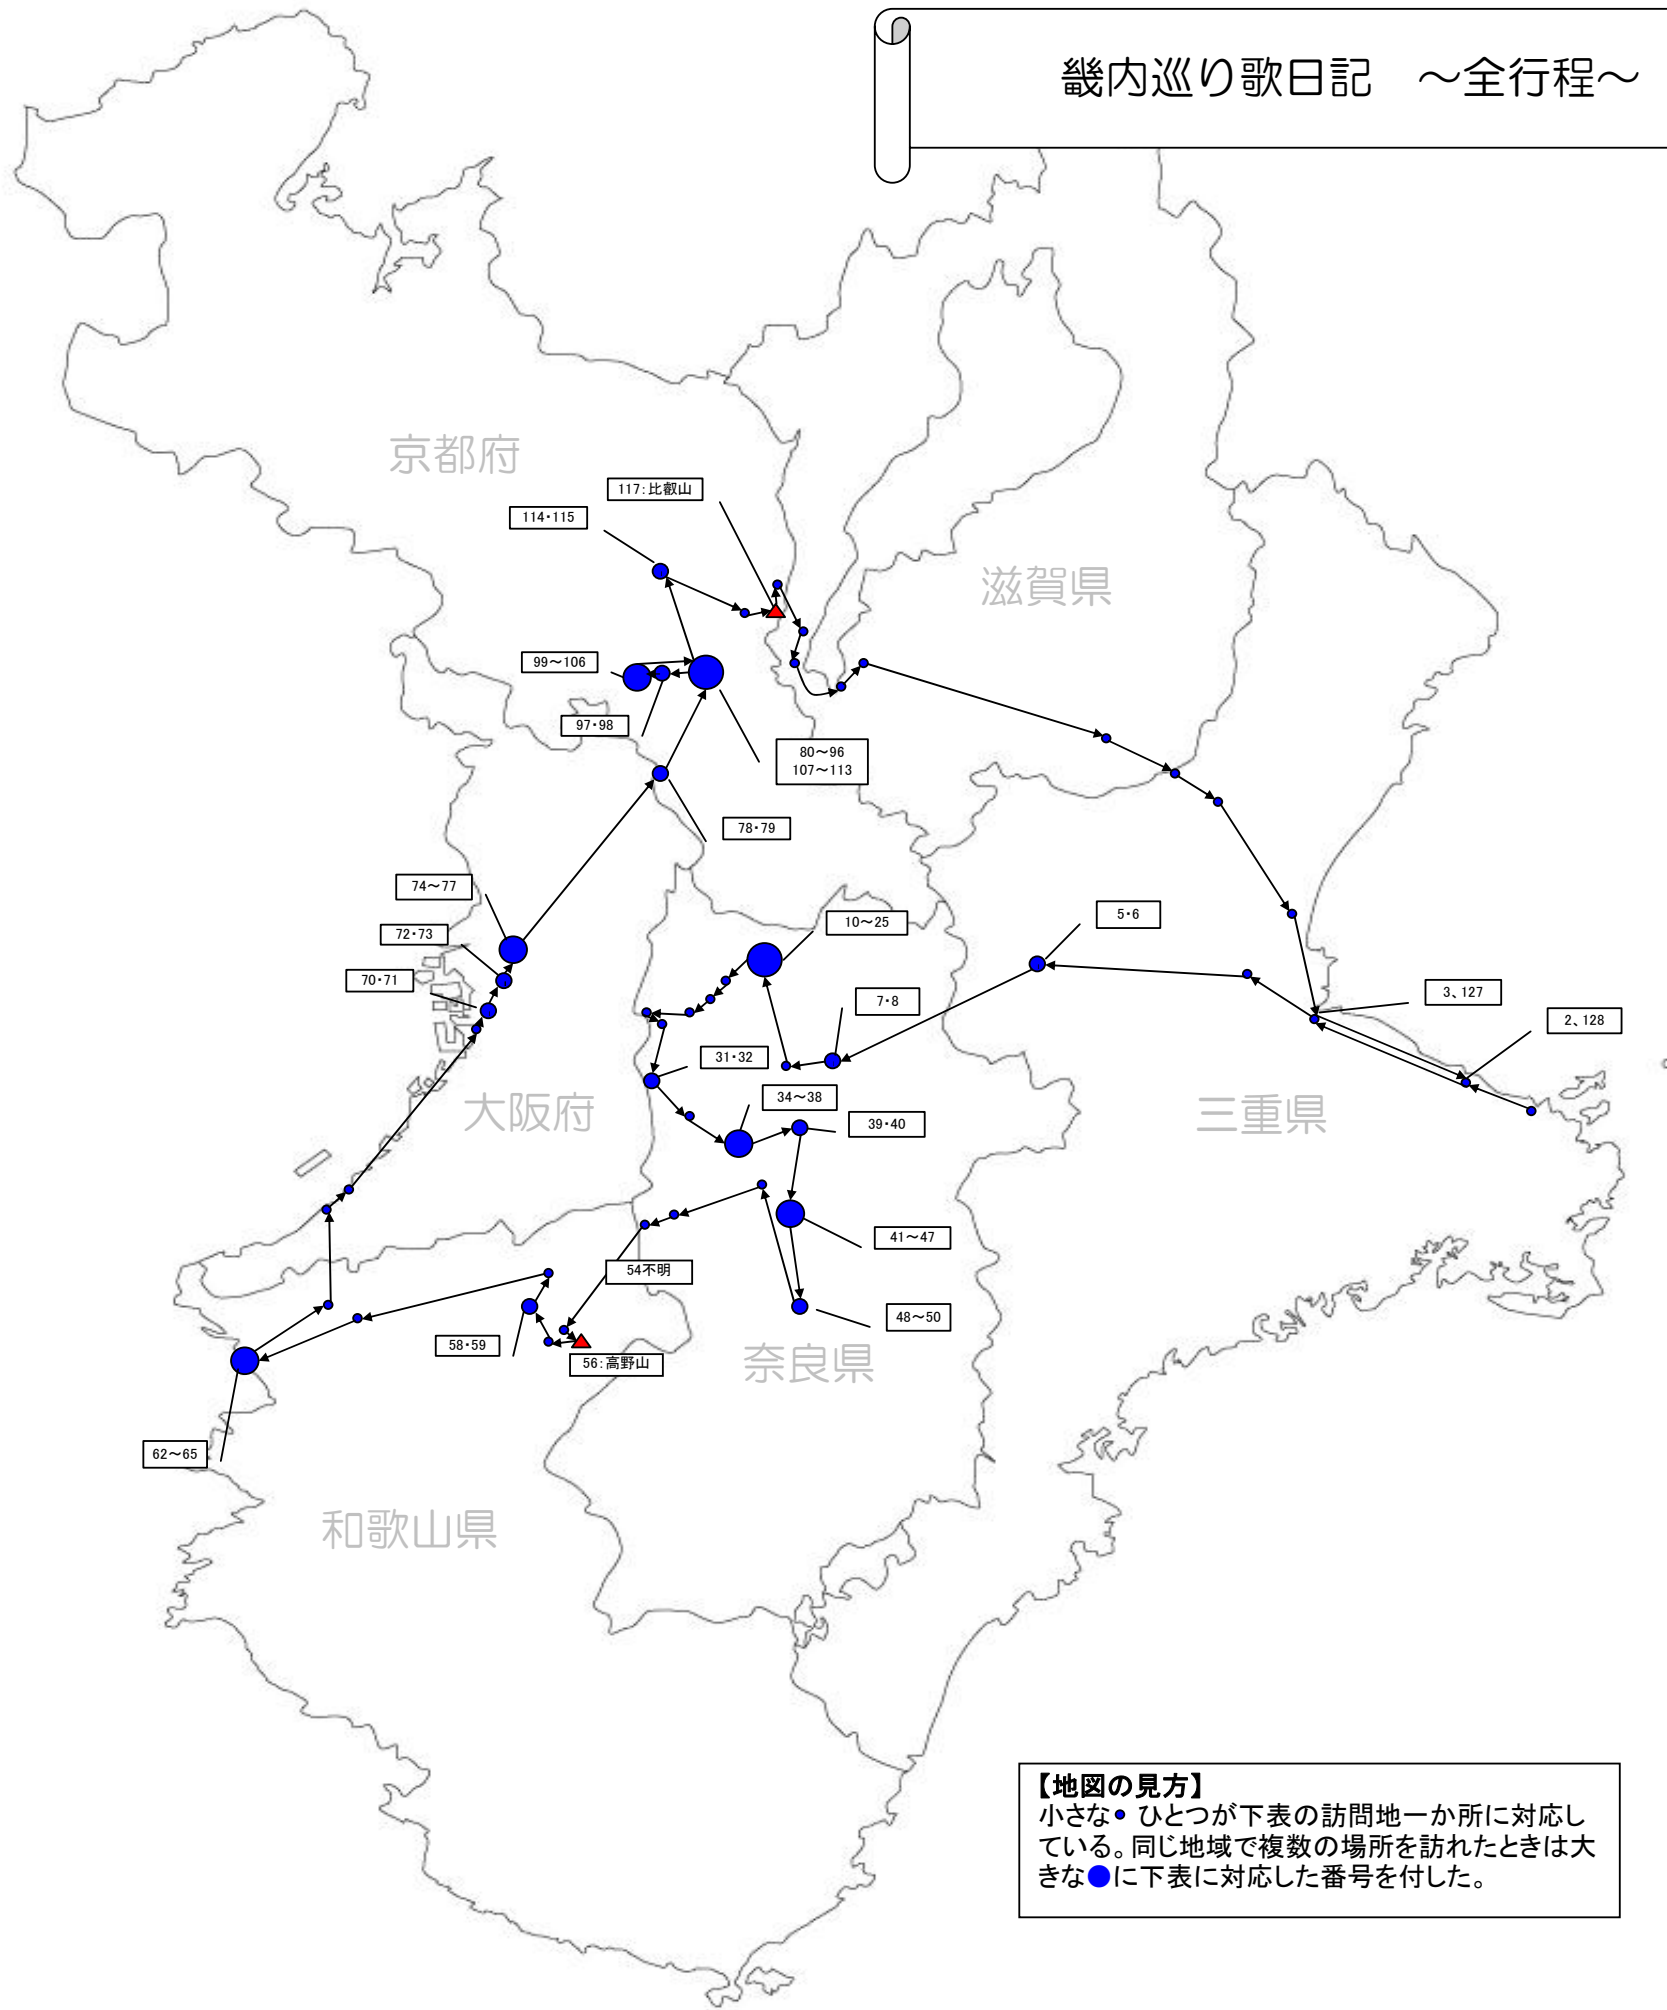 畿内巡り歌日記　～全行程～
京都府
117：比叡山
114・115
滋賀県
99～106
97・98
80～96
107～113
78・79
74～77
72・73
70・71
10～25
5・6
7・8
3、127
2、128
31・32
34～38
39・40
大阪府
三重県
41～47
54不明
48～50
58・59
56：高野山
奈良県
62～65
和歌山県
【地図の見方】
小さな● ひとつが下表の訪問地一か所に対応し
ている。同じ地域で複数の場所を訪れたときは大
きな●に下表に対応した番号を付した。